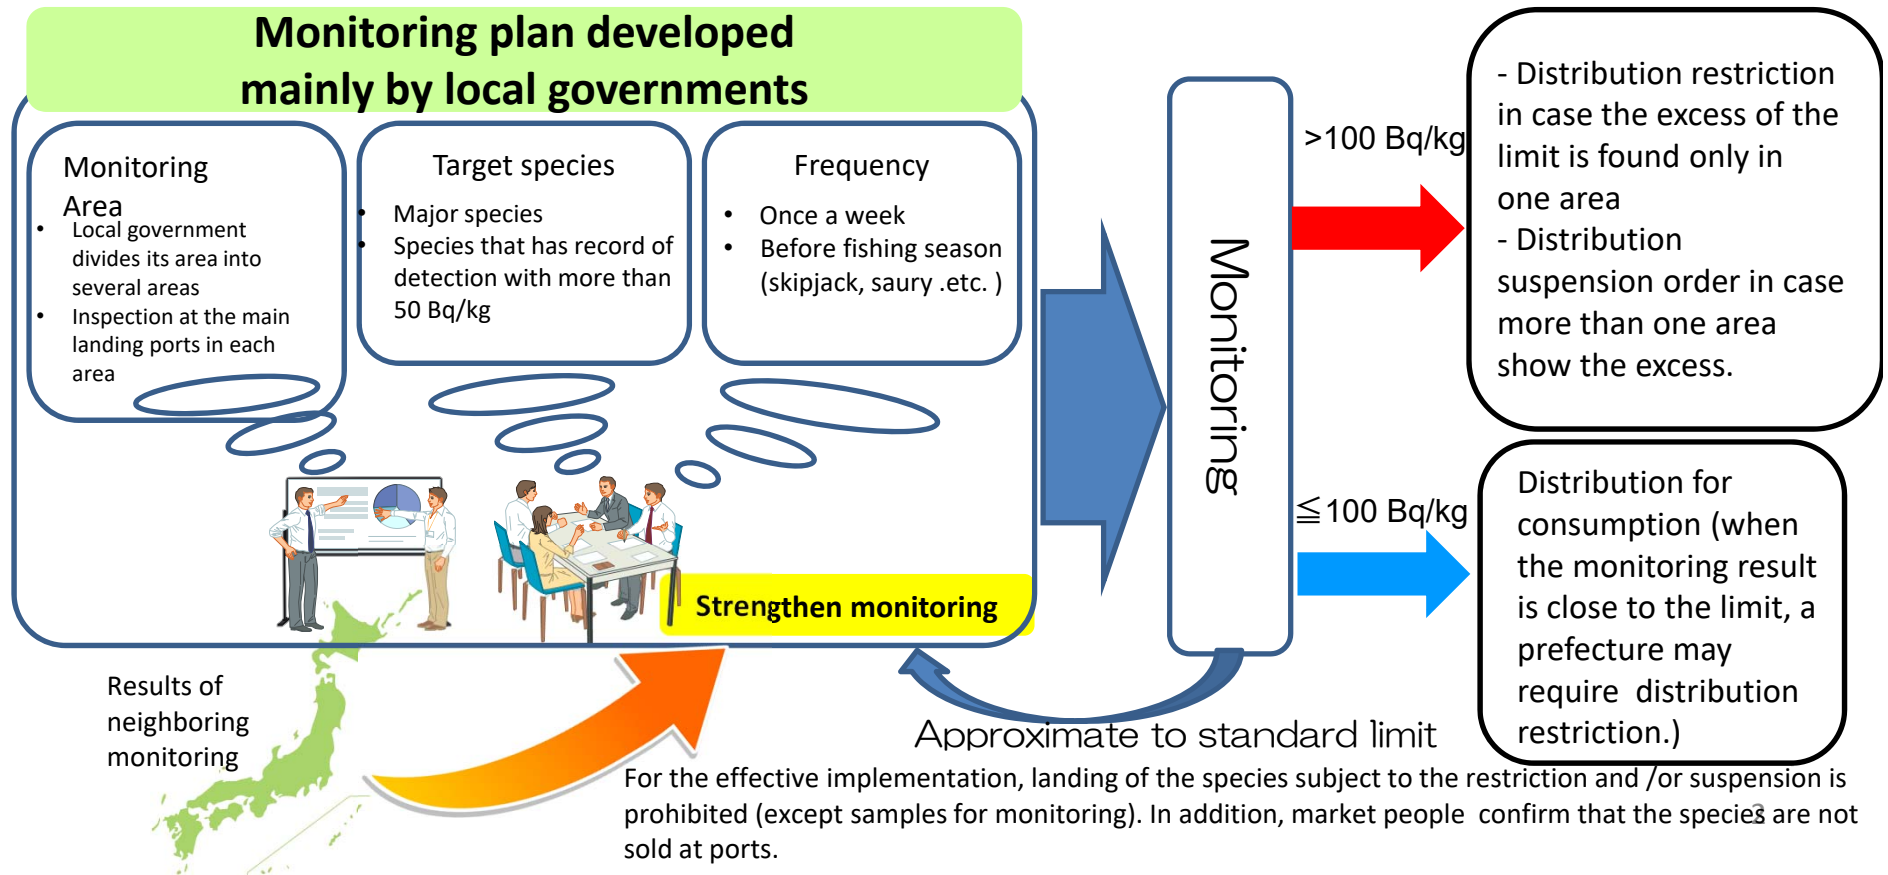 Monitoring plan developed
mainly by local governments
Monitoring
Area
• Local government
divides its area into
several areas
• Inspection at the main
landing ports in each
area
Target species
• Major species
• Species that has record of
detection with more than
50 Bq/kg
Frequency
• Once a week
• Before fishing season
(skipjack, saury .etc. )
Strengthen monitoring
Results of
neighboring
monitoring
Monitoring
>100 Bq/kg
- Distribution restriction
in case the excess of the
limit is found only in
one area
- Distribution
suspension order in case
more than one area
show the excess.
≦100 Bq/kg
Distribution for
consumption (when
the monitoring result
is close to the limit, a
prefecture may
require distribution
restriction.)
Approximate to standard limit
For the effective implementation, landing of the species subject to the restriction and /or suspension is
prohibited (except samples for monitoring). In addition, market people confirm that the species are not
sold at ports.
2